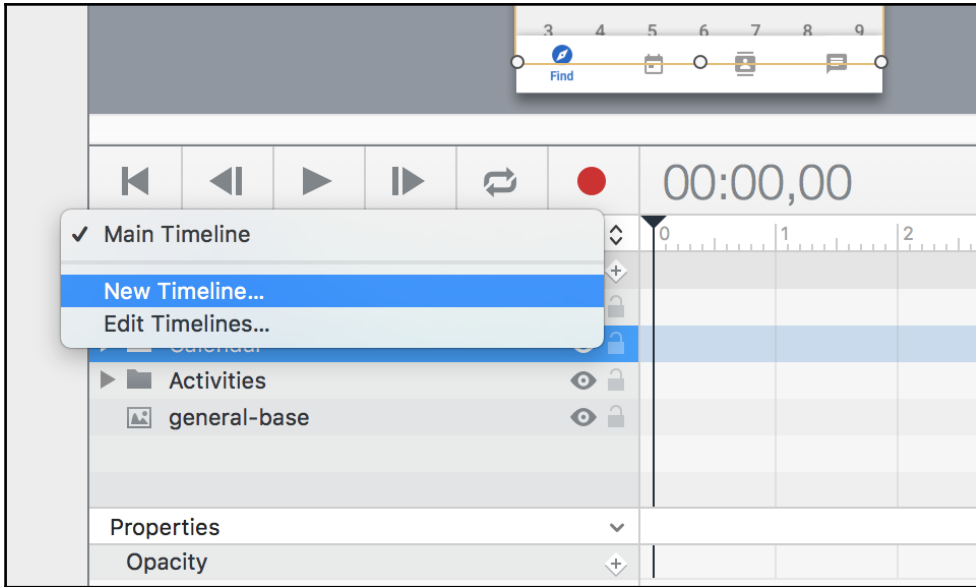 3 4 5 6 7 8 9
Find
00:00,00
✓ Main Timeline
0 1 2
New Timeline...
Edit Timelines...
Calendar
Activities
general-base
Properties
Opacity